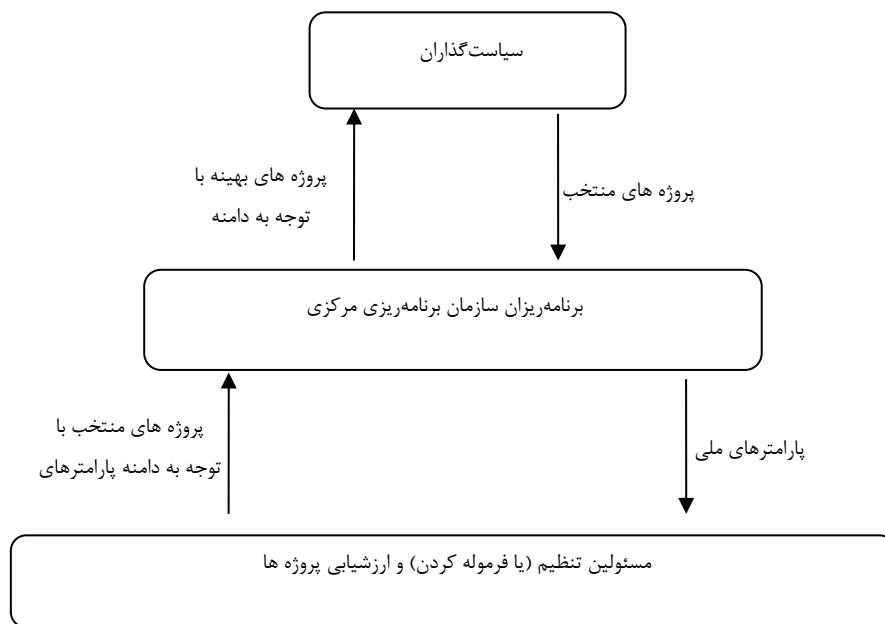 سیاست‌گذاران
پروژه های بهینه با
توجه به دامنه
پروژه های منتخب
برنامه‌ریزان سازمان برنامه‌ریزی مرکزی
پروژه های منتخب با
توجه به دامنه پارامترهای
پارامترهای ملی
مسئولین تنظیم (یا فرموله کردن) و ارزشیابی پروژه ها